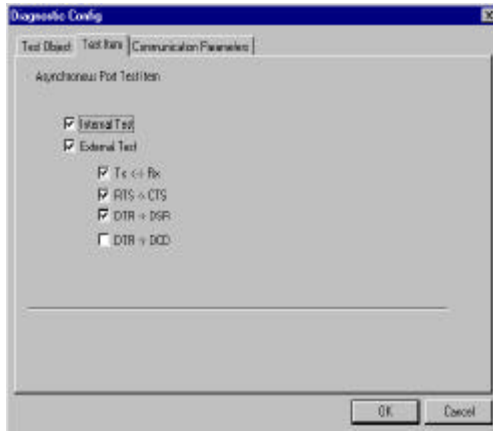 Diagnostic Config
Test Object Test Item Communication Parameters
Asynchronous Port Test Item
Internal Test
External Test
Tx <-> Rx
RTS -> CTS
DTR -> DSR
DTR -> DCD
OK Cancel